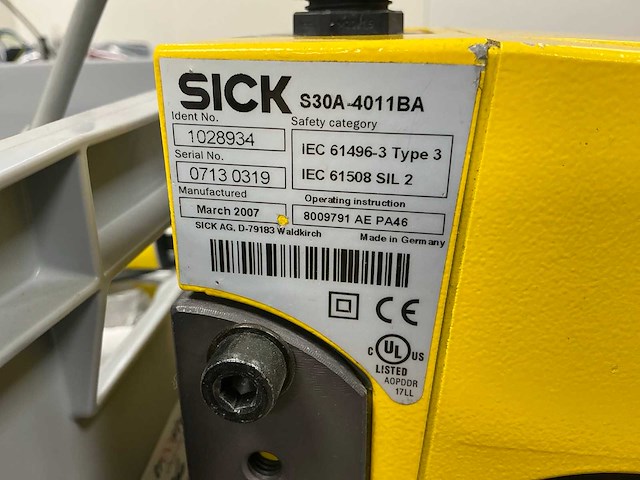 SICK S30A-4011BA
Ident No. Safety category
1028934
IEC 61496-3 Type 3
Serial No.
0713 0319
IEC 61508 SIL 2
Manufactured
Operating instruction
March 2007
8009791 AE PA46
SICK AG, D-79183 Waldkirch
Made in Germany
CE
C UL US
LISTED
AOPDDR
17LL